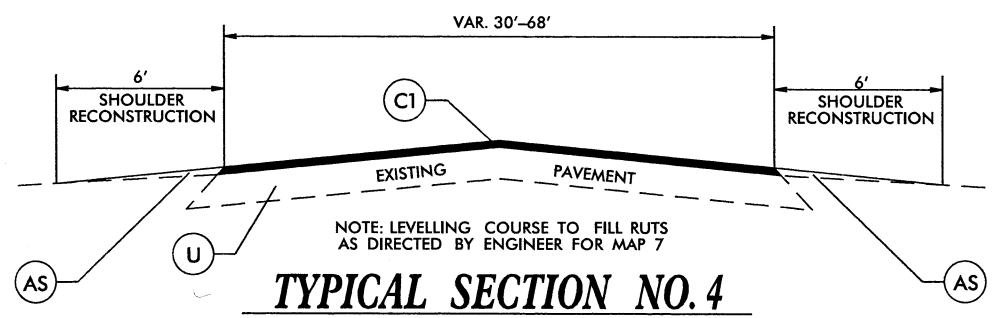 VAR. 30'–68'
6'
SHOULDER
RECONSTRUCTION
6'
SHOULDER
RECONSTRUCTION
C1
EXISTING PAVEMENT
NOTE: LEVELLING COURSE TO FILL RUTS
AS DIRECTED BY ENGINEER FOR MAP 7
U
AS
AS
TYPICAL SECTION NO. 4